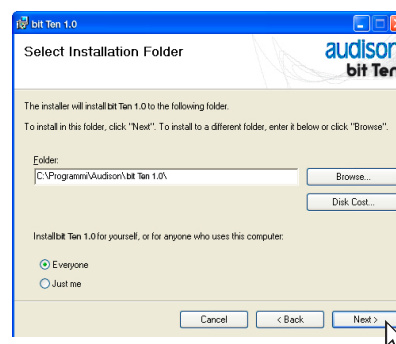 bit Ten 1.0
Select Installation Folder
audison
bit Ten
The installer will install bit Ten 1.0 to the following folder.
To install in this folder, click "Next". To install to a different folder, enter it below or click "Browse".
Folder:
C:\Programmi\Audison\bit Ten 1.0\
Browse...
Disk Cost...
Installbit Ten 1.0 for yourself, or for anyone who uses this computer:
Everyone
Just me
Cancel
< Back
Next >